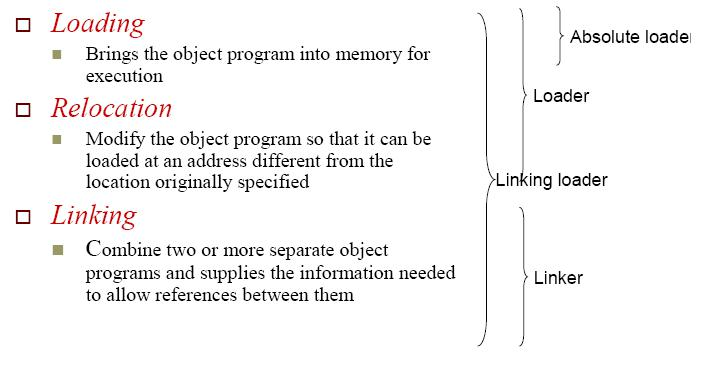 Loading
Brings the object program into memory for
execution
Relocation
Modify the object program so that it can be
loaded at an address different from the
location originally specified
Linking
Combine two or more separate object
programs and supplies the information needed
to allow references between them
Absolute loader
Loader
Linking loader
Linker